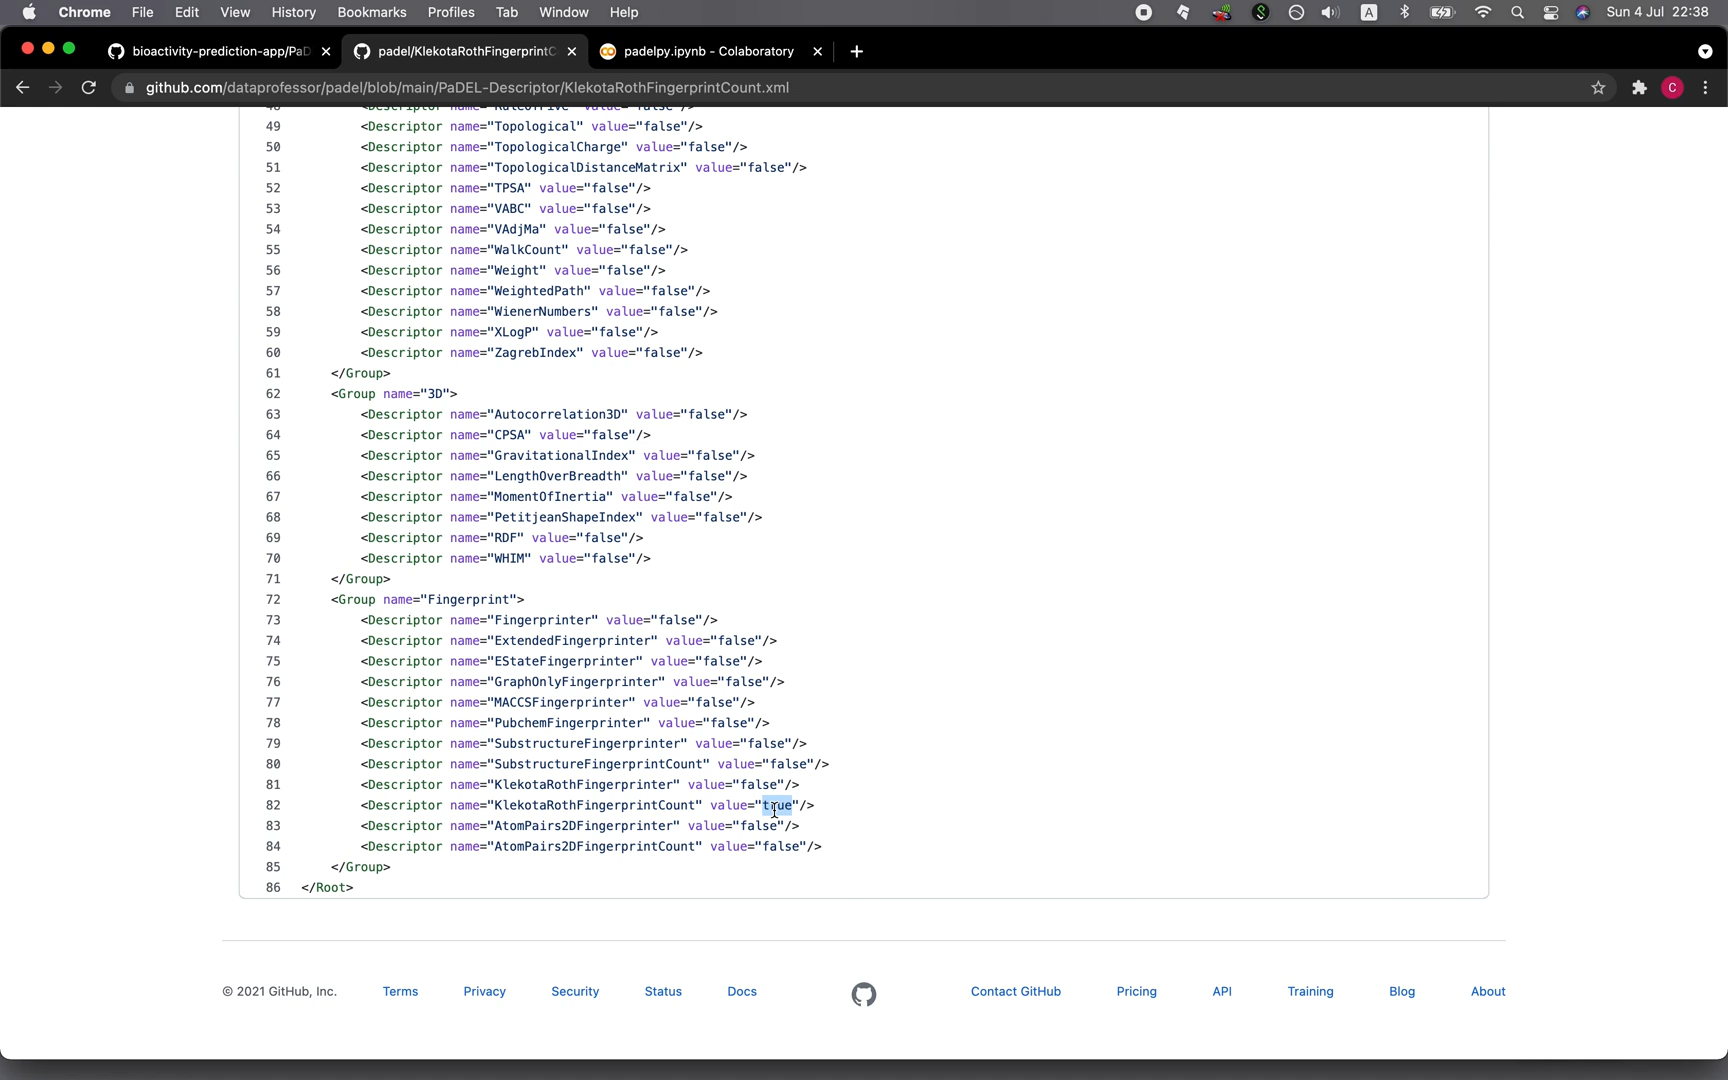 Chrome File Edit View History Bookmarks Profiles Tab Window Help A Sun 4 Jul 22:38
bioactivity-prediction-app/PaD padel/KlekotaRothFingerprintC padelpy.ipynb - Colaboratory
github.com/dataprofessor/padel/blob/main/PaDEL-Descriptor/KlekotaRothFingerprintCount.xml C
48 <Descriptor name="RuleOfFive" value="false"/>
49 <Descriptor name="Topological" value="false"/>
50 <Descriptor name="TopologicalCharge" value="false"/>
51 <Descriptor name="TopologicalDistanceMatrix" value="false"/>
52 <Descriptor name="TPSA" value="false"/>
53 <Descriptor name="VABC" value="false"/>
54 <Descriptor name="VAdjMa" value="false"/>
55 <Descriptor name="WalkCount" value="false"/>
56 <Descriptor name="Weight" value="false"/>
57 <Descriptor name="WeightedPath" value="false"/>
58 <Descriptor name="WienerNumbers" value="false"/>
59 <Descriptor name="XLogP" value="false"/>
60 <Descriptor name="ZagrebIndex" value="false"/>
61 </Group>
62 <Group name="3D">
63 <Descriptor name="Autocorrelation3D" value="false"/>
64 <Descriptor name="CPSA" value="false"/>
65 <Descriptor name="GravitationalIndex" value="false"/>
66 <Descriptor name="LengthOverBreadth" value="false"/>
67 <Descriptor name="MomentOfInertia" value="false"/>
68 <Descriptor name="PetitjeanShapeIndex" value="false"/>
69 <Descriptor name="RDF" value="false"/>
70 <Descriptor name="WHIM" value="false"/>
71 </Group>
72 <Group name="Fingerprint">
73 <Descriptor name="Fingerprinter" value="false"/>
74 <Descriptor name="ExtendedFingerprinter" value="false"/>
75 <Descriptor name="EStateFingerprinter" value="false"/>
76 <Descriptor name="GraphOnlyFingerprinter" value="false"/>
77 <Descriptor name="MACCSFingerprinter" value="false"/>
78 <Descriptor name="PubchemFingerprinter" value="false"/>
79 <Descriptor name="SubstructureFingerprinter" value="false"/>
80 <Descriptor name="SubstructureFingerprintCount" value="false"/>
81 <Descriptor name="KlekotaRothFingerprinter" value="false"/>
82 <Descriptor name="KlekotaRothFingerprintCount" value="true"/>
83 <Descriptor name="AtomPairs2DFingerprinter" value="false"/>
84 <Descriptor name="AtomPairs2DFingerprintCount" value="false"/>
85 </Group>
86 </Root>
© 2021 GitHub, Inc. Terms Privacy Security Status Docs Contact GitHub Pricing API Training Blog About